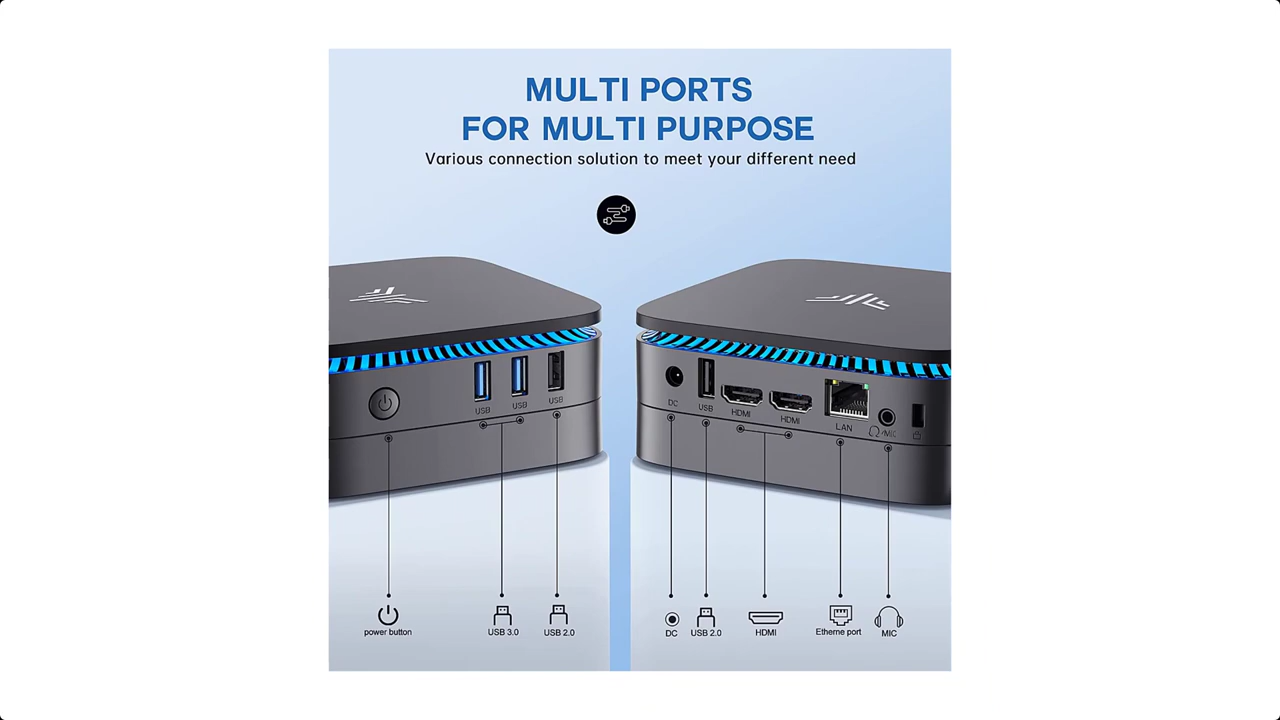 MULTI PORTS
FOR MULTI PURPOSE
Various connection solution to meet your different need
USB
USB
USB
DC
USB
HDMI
HDMI
LAN
/MIC
power button
USB 3.0
USB 2.0
DC
USB 2.0
HDMI
Etherne port
MIC